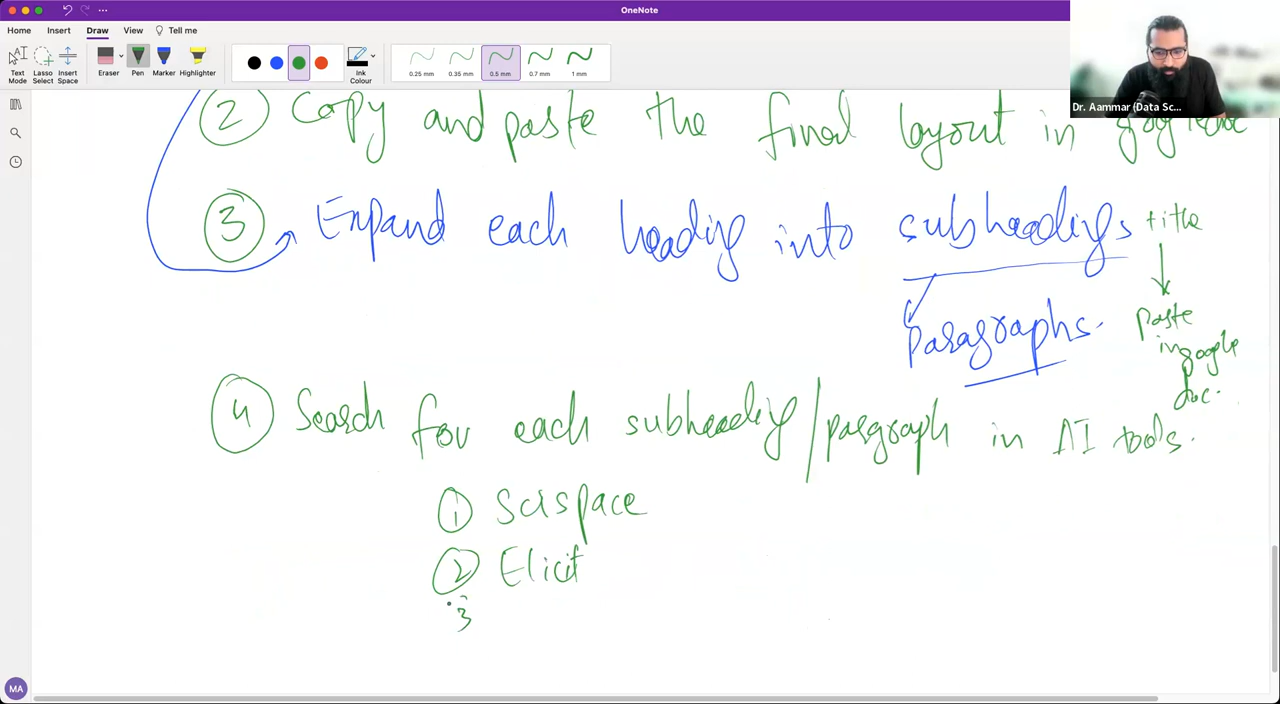 OneNote
Home Insert Draw View Tell me
Text Mode Lasso Select Insert Space Eraser Pen Marker Highlighter Ink Colour 0.25 mm 0.35 mm 0.5 mm 0.7 mm 1 mm
Dr. Aammar (Data Sc...
2 Copy and paste the final layout in
3 Expand each heading into subheadings
title
paste
in google
doc.
Paragraphs.
4 Search for each subheading/paragraph in AI tools.
1 Scispace
2 Elicit
3
MA